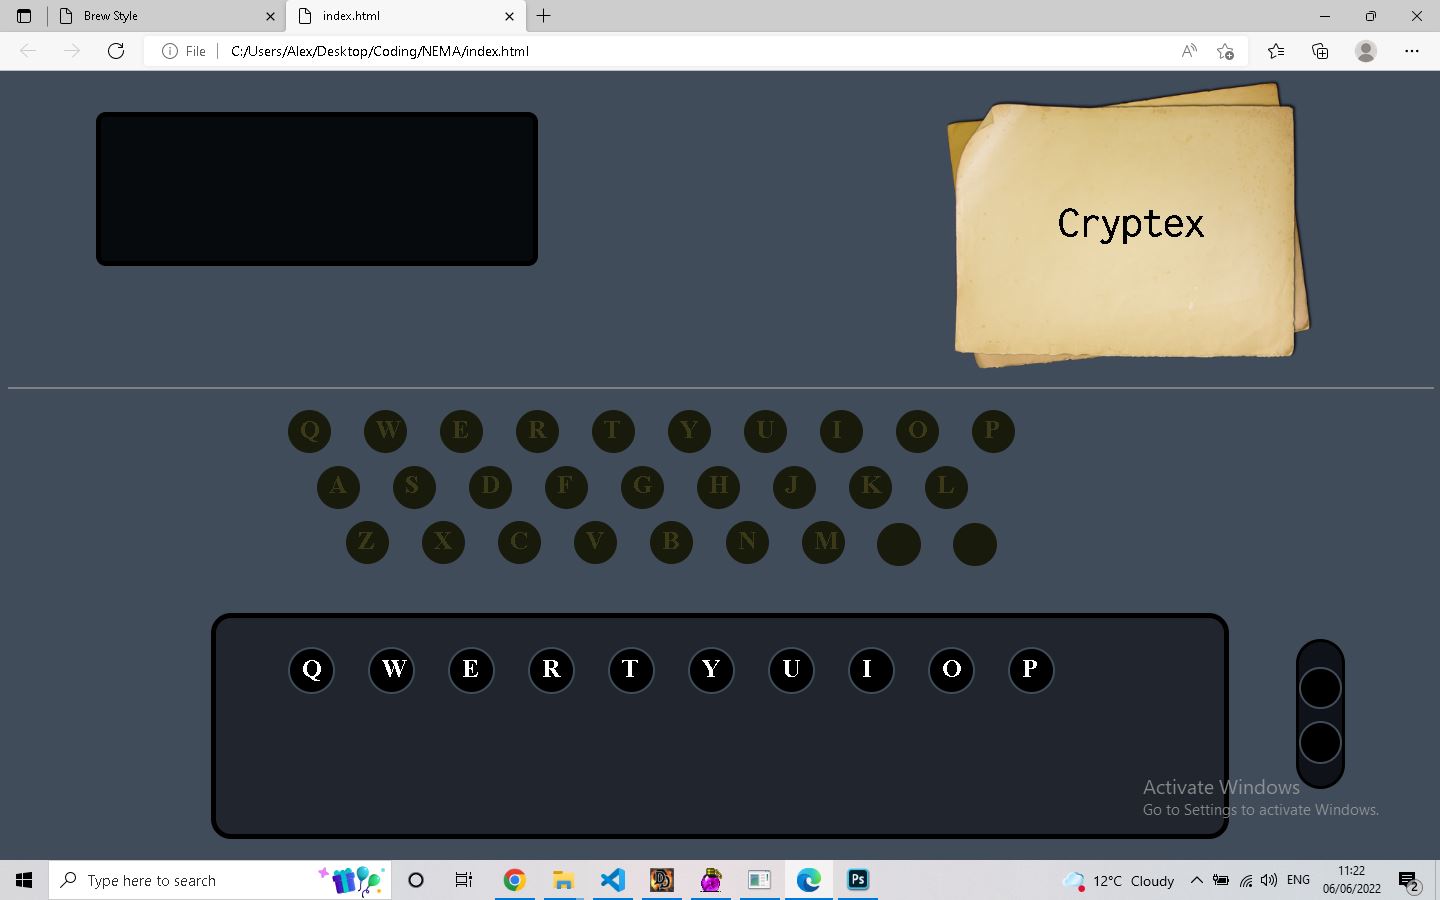 Brew Style
index.html
File
C:/Users/Alex/Desktop/Coding/NEMA/index.html
Cryptex
Q W E R T Y U I O P
A S D F G H J K L
Z X C V B N M
Q W E R T Y U I O P
Activate Windows
Go to Settings to activate Windows.
Type here to search
Ps
12°C Cloudy
ENG
11:22
06/06/2022
2